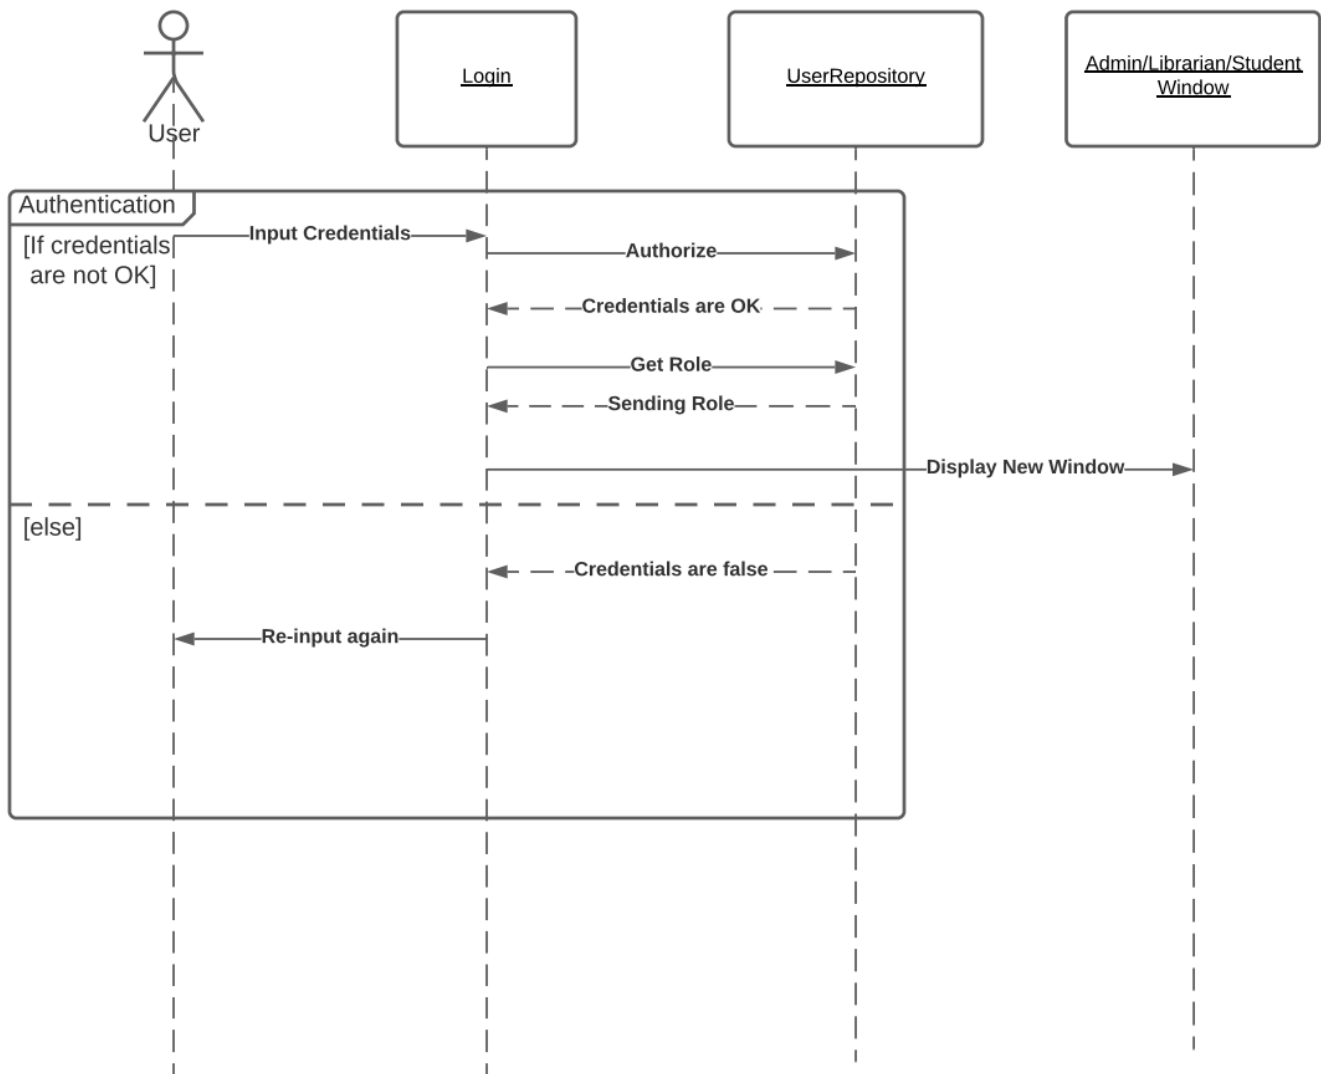 User
Login
UserRepository
Admin/Librarian/Student
Window
Authentication
[If credentials
are not OK]
Input Credentials
Authorize
Credentials are OK
Get Role
Sending Role
Display New Window
[else]
Credentials are false
Re-input again